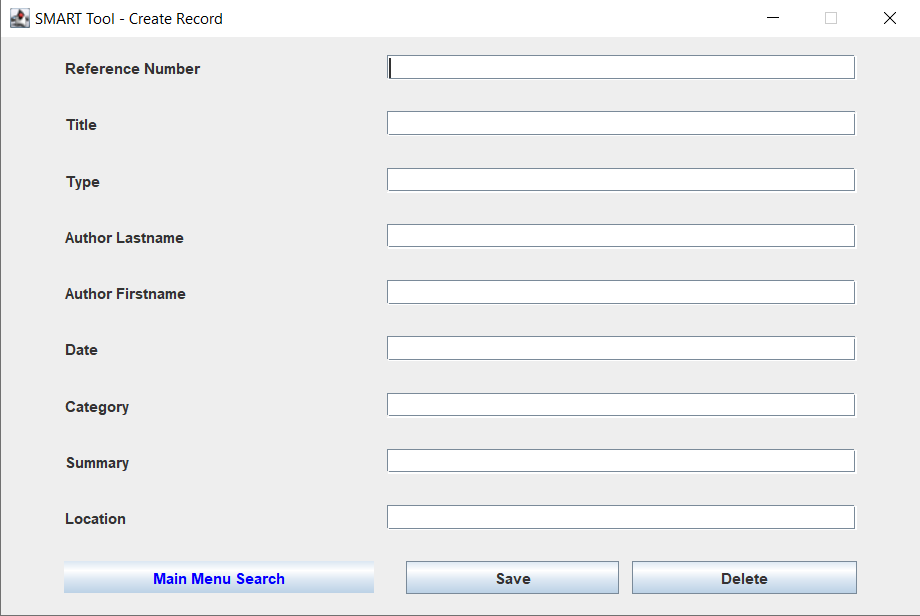 SMART Tool - Create Record
Reference Number
Title
Type
Author Lastname
Author Firstname
Date
Category
Summary
Location
Main Menu Search Save Delete